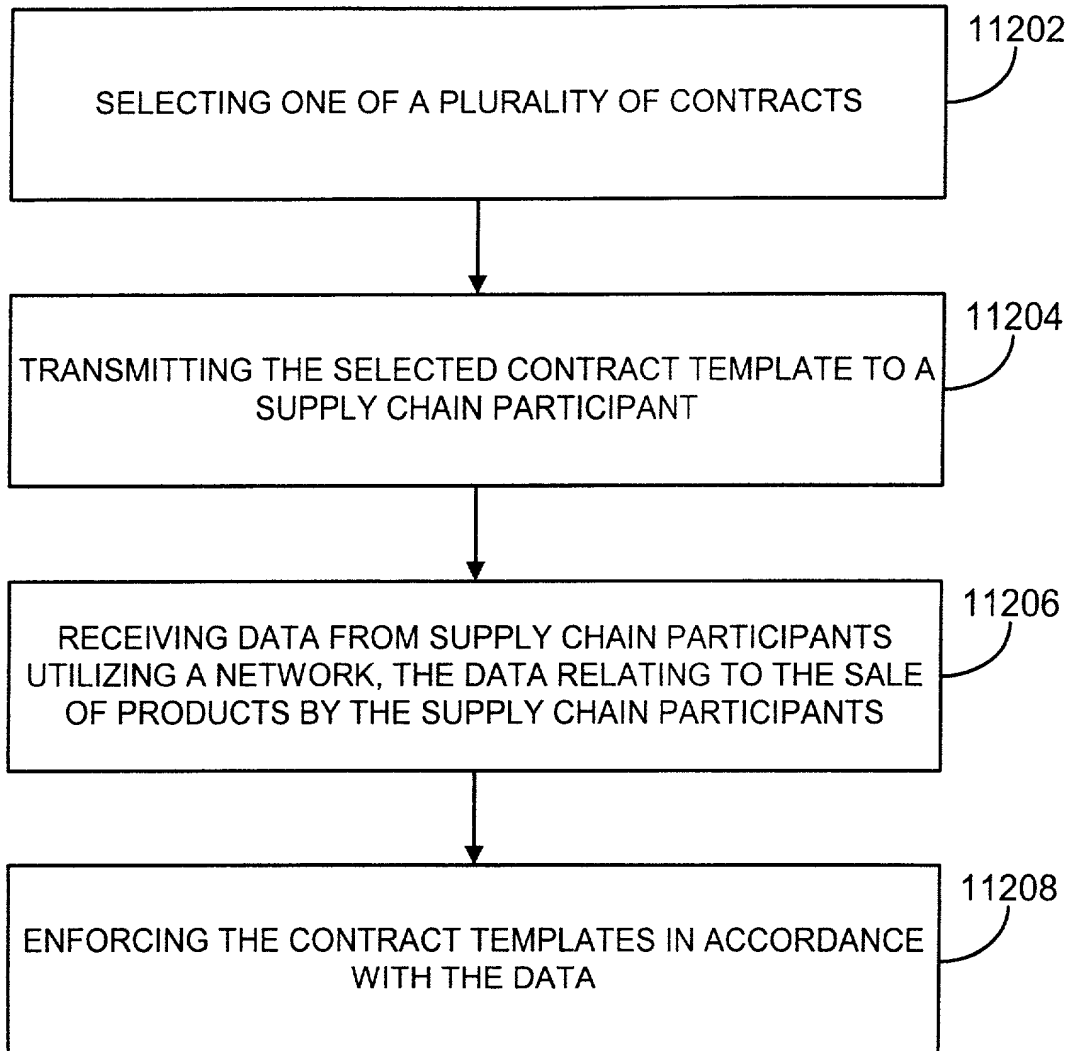 11202
SELECTING ONE OF A PLURALITY OF CONTRACTS
11204
TRANSMITTING THE SELECTED CONTRACT TEMPLATE TO A
SUPPLY CHAIN PARTICIPANT
11206
RECEIVING DATA FROM SUPPLY CHAIN PARTICIPANTS
UTILIZING A NETWORK, THE DATA RELATING TO THE SALE
OF PRODUCTS BY THE SUPPLY CHAIN PARTICIPANTS
11208
ENFORCING THE CONTRACT TEMPLATES IN ACCORDANCE
WITH THE DATA